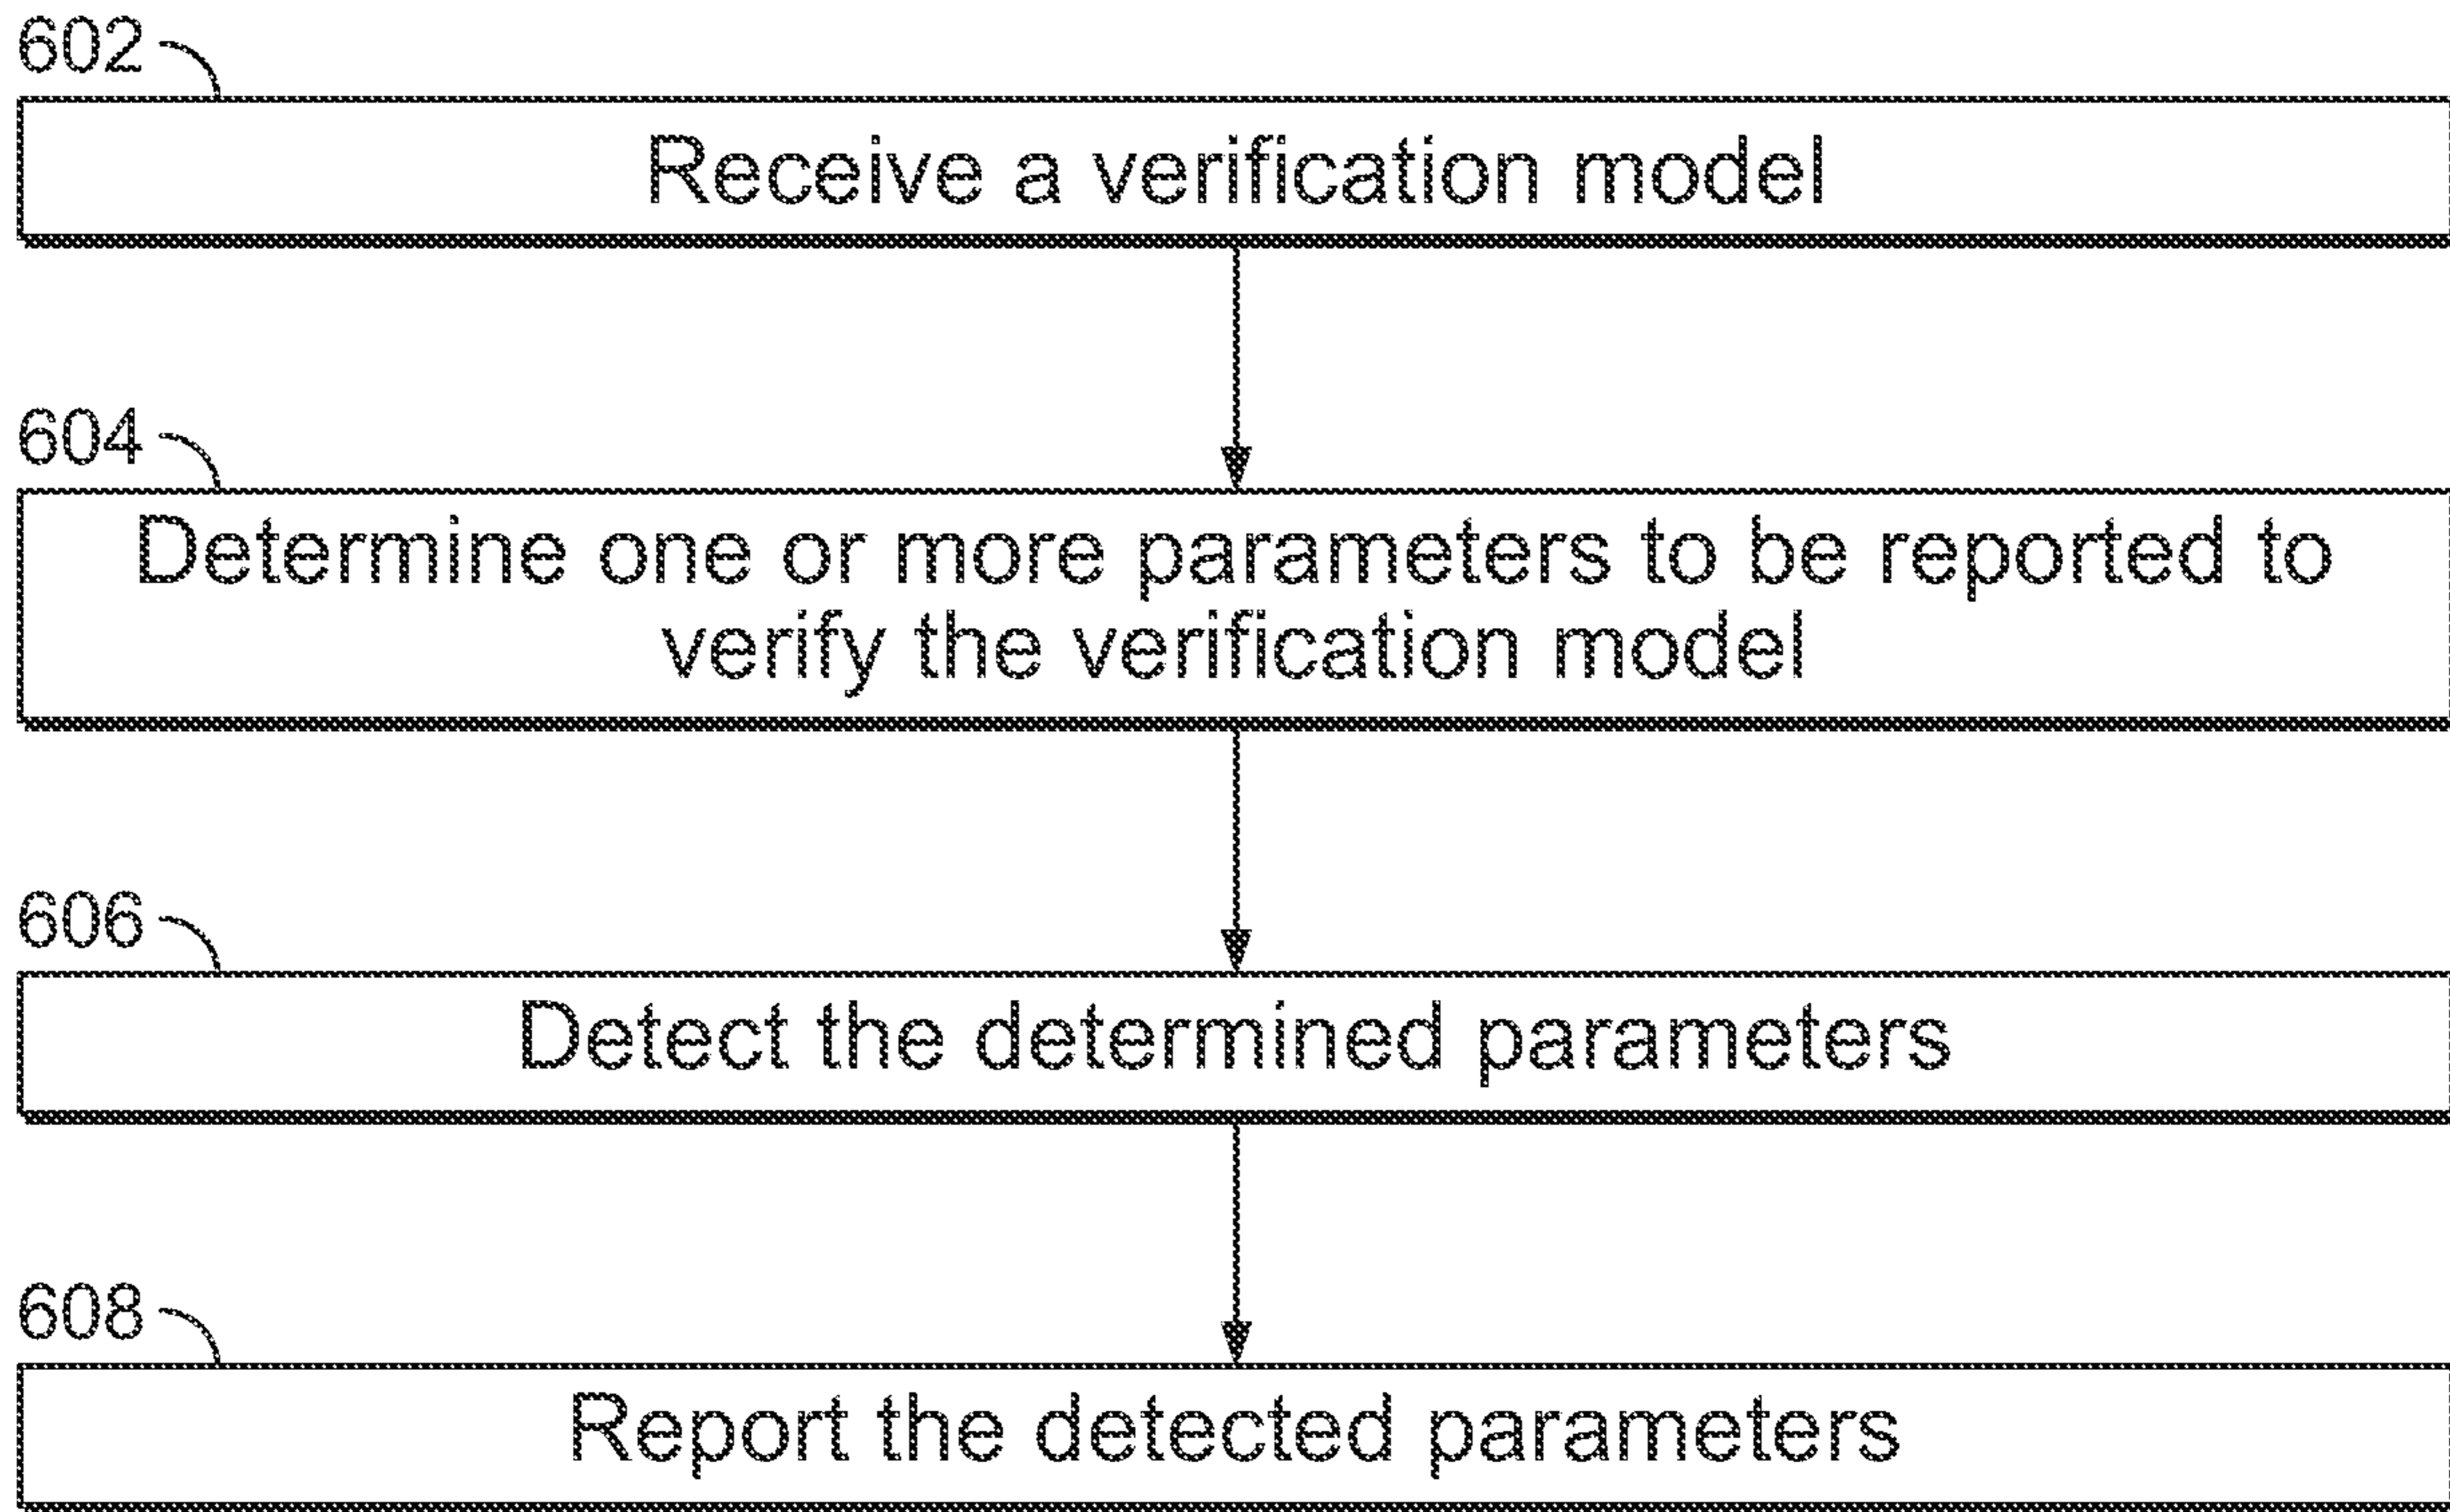 602
Receive a verification model
604
Determine one or more parameters to be reported to
verify the verification model
606
Detect the determined parameters
608
Report the detected parameters